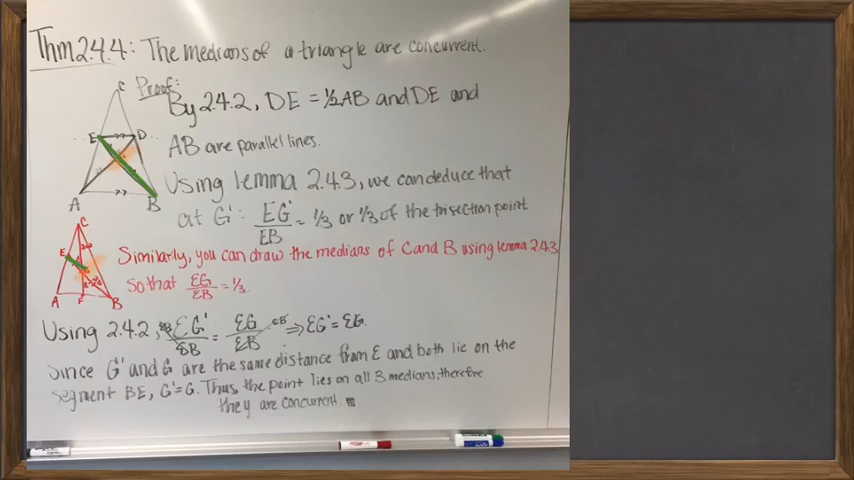 Thm 2.4.4: The medians of a triangle are concurrent.
Proof:
By 2.4.2, DE = ½AB and DE and
AB are parallel lines.
Using lemma 2.4.3, we can deduce that
at G': EG'/EB = 1/3 or 1/3 of the trisection point
Similarly, you can draw the medians of C and B using lemma 2.4.3
so that EG/EB = 1/3.
Using 2.4.2, EB · EG'/EB = EG/EB · EB ⇒ EG' = EG.
Since G' and G are the same distance from E and both lie on the
segment BE, G'=G. Thus, the point lies on all 3 medians, therefore
they are concurrent.
C
E
D
A
B
C
E
A
F
B